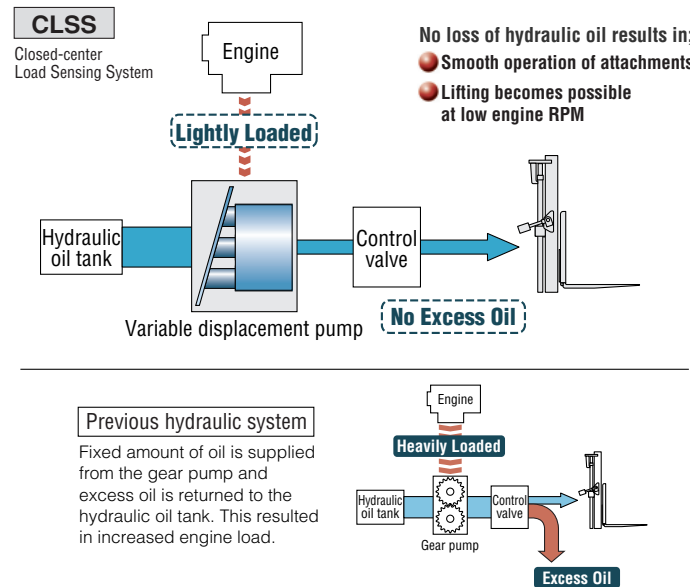 CLSS
Closed-center
Load Sensing System
Engine
No loss of hydraulic oil results in;
Smooth operation of attachments
Lifting becomes possible
at low engine RPM
Lightly Loaded
Hydraulic
oil tank
Control
valve
Variable displacement pump
No Excess Oil
Previous hydraulic system
Fixed amount of oil is supplied
from the gear pump and
excess oil is returned to the
hydraulic oil tank. This resulted
in increased engine load.
Engine
Heavily Loaded
Hydraulic
oil tank
Control
valve
Gear pump
Excess Oil